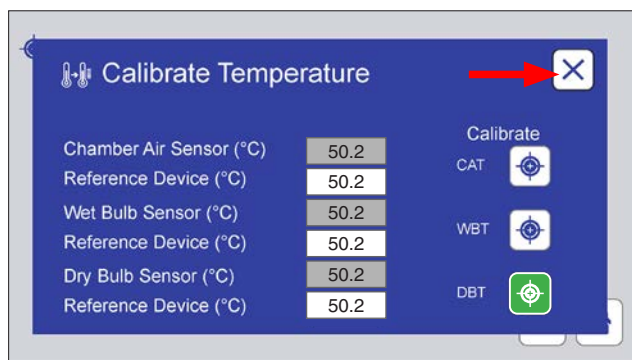 Calibrate Temperature
Calibrate
Chamber Air Sensor (°C) 50.2
CAT
Reference Device (°C) 50.2
Wet Bulb Sensor (°C) 50.2
WBT
Reference Device (°C) 50.2
Dry Bulb Sensor (°C) 50.2
DBT
Reference Device (°C) 50.2